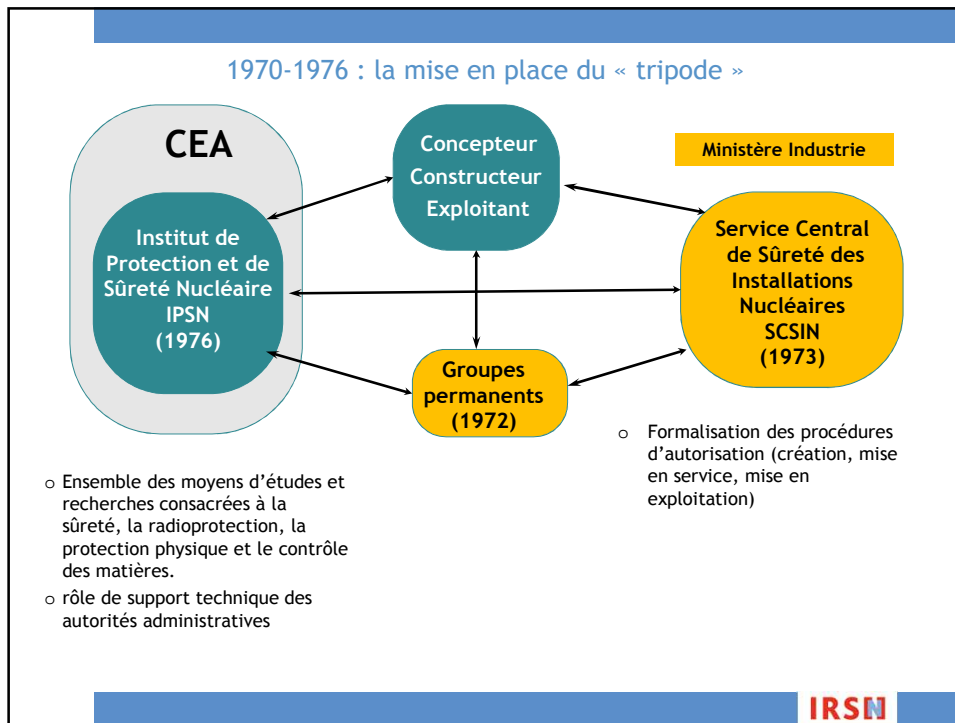 1970-1976 : la mise en place du « tripode »
CEA
Institut de
Protection et de
Sûreté Nucléaire
IPSN
(1976)
Concepteur
Constructeur
Exploitant
Ministère Industrie
Service Central
de Sûreté des
Installations
Nucléaires
SCSIN
(1973)
Groupes
permanents
(1972)
o Ensemble des moyens d’études et
recherches consacrées à la
sûreté, la radioprotection, la
protection physique et le contrôle
des matières.
o rôle de support technique des
autorités administratives
o Formalisation des procédures
d’autorisation (création, mise
en service, mise en
exploitation)
IRSN